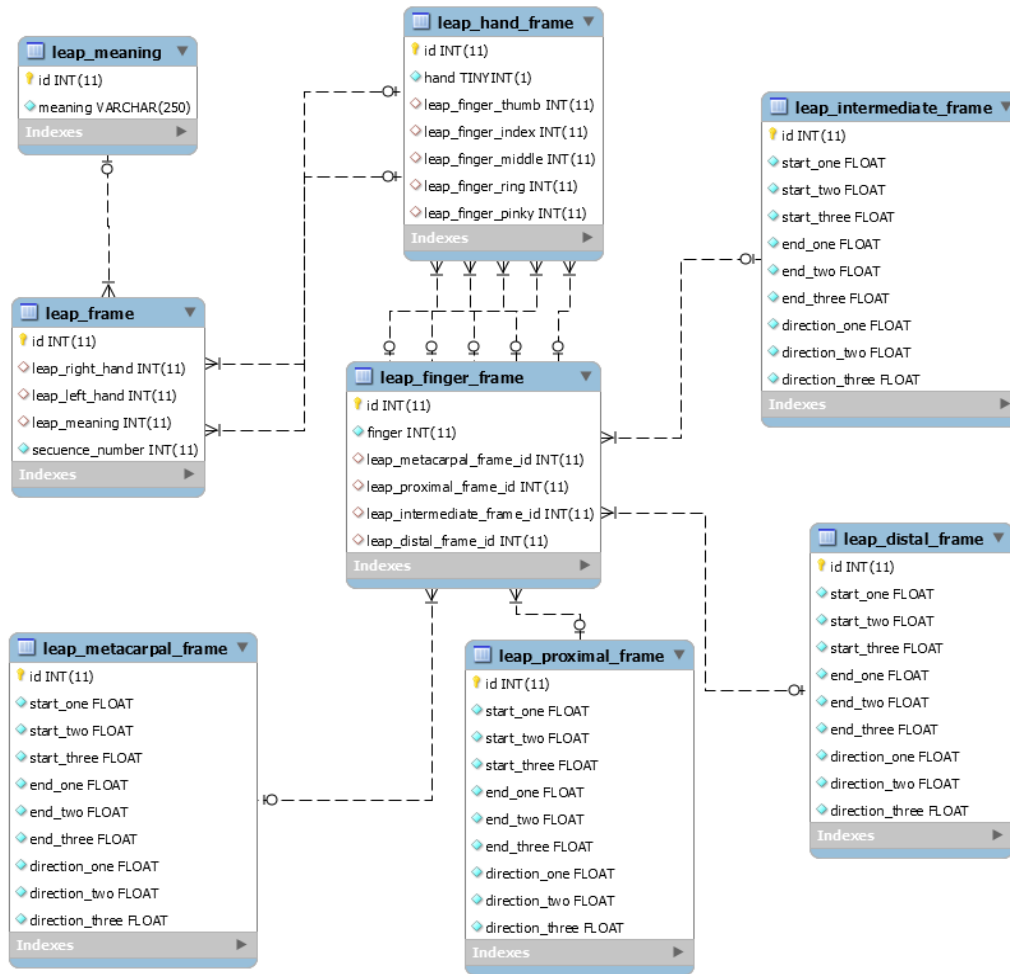 leap_meaning
id INT(11)
meaning VARCHAR(250)
Indexes
leap_hand_frame
id INT(11)
hand TINYINT(1)
leap_finger_thumb INT(11)
leap_finger_index INT(11)
leap_finger_middle INT(11)
leap_finger_ring INT(11)
leap_finger_pinky INT(11)
Indexes
leap_intermediate_frame
id INT(11)
start_one FLOAT
start_two FLOAT
start_three FLOAT
end_one FLOAT
end_two FLOAT
end_three FLOAT
direction_one FLOAT
direction_two FLOAT
direction_three FLOAT
Indexes
leap_frame
id INT(11)
leap_right_hand INT(11)
leap_left_hand INT(11)
leap_meaning INT(11)
secuence_number INT(11)
Indexes
leap_finger_frame
id INT(11)
finger INT(11)
leap_metacarpal_frame_id INT(11)
leap_proximal_frame_id INT(11)
leap_intermediate_frame_id INT(11)
leap_distal_frame_id INT(11)
Indexes
leap_distal_frame
id INT(11)
start_one FLOAT
start_two FLOAT
start_three FLOAT
end_one FLOAT
end_two FLOAT
end_three FLOAT
direction_one FLOAT
direction_two FLOAT
direction_three FLOAT
Indexes
leap_metacarpal_frame
id INT(11)
start_one FLOAT
start_two FLOAT
start_three FLOAT
end_one FLOAT
end_two FLOAT
end_three FLOAT
direction_one FLOAT
direction_two FLOAT
direction_three FLOAT
Indexes
leap_proximal_frame
id INT(11)
start_one FLOAT
start_two FLOAT
start_three FLOAT
end_one FLOAT
end_two FLOAT
end_three FLOAT
direction_one FLOAT
direction_two FLOAT
direction_three FLOAT
Indexes